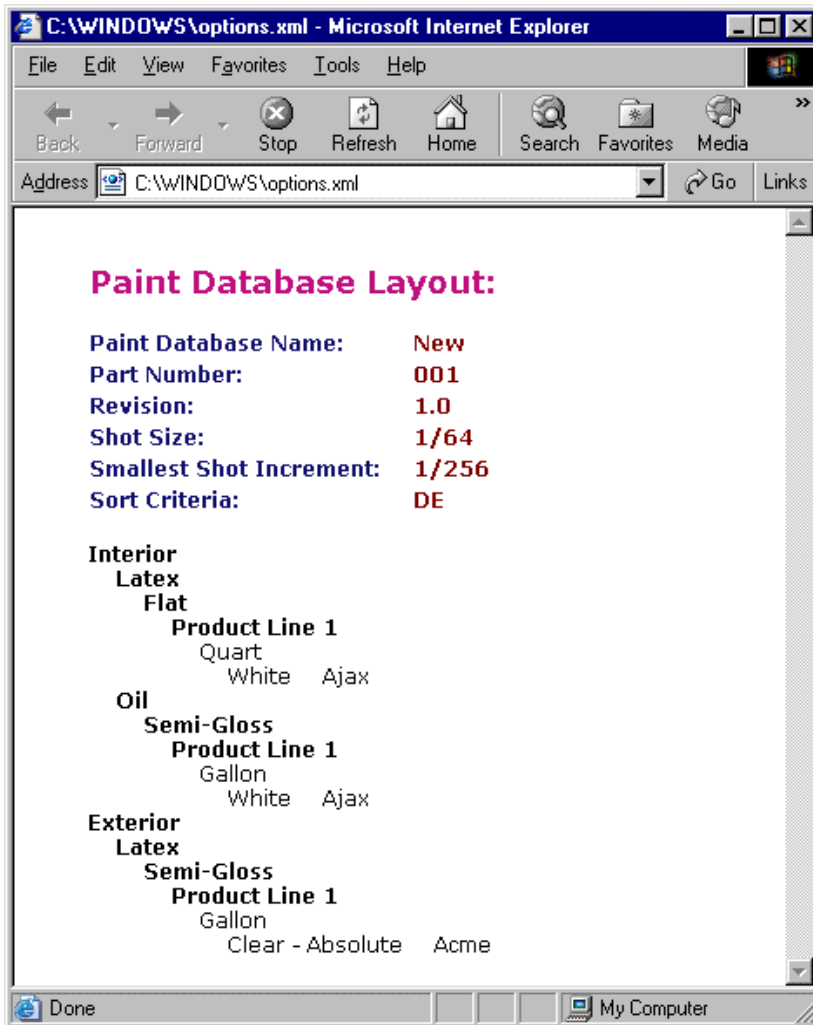 C:\WINDOWS\options.xml - Microsoft Internet Explorer
File Edit View Favorites Tools Help
»
Back Forward Stop Refresh Home Search Favorites Media
Address C:\WINDOWS\options.xml Go Links
Paint Database Layout:
Paint Database Name: New
Part Number: 001
Revision: 1.0
Shot Size: 1/64
Smallest Shot Increment: 1/256
Sort Criteria: DE
Interior
Latex
Flat
Product Line 1
Quart
White Ajax
Oil
Semi-Gloss
Product Line 1
Gallon
White Ajax
Exterior
Latex
Semi-Gloss
Product Line 1
Gallon
Clear - Absolute Acme
Done My Computer